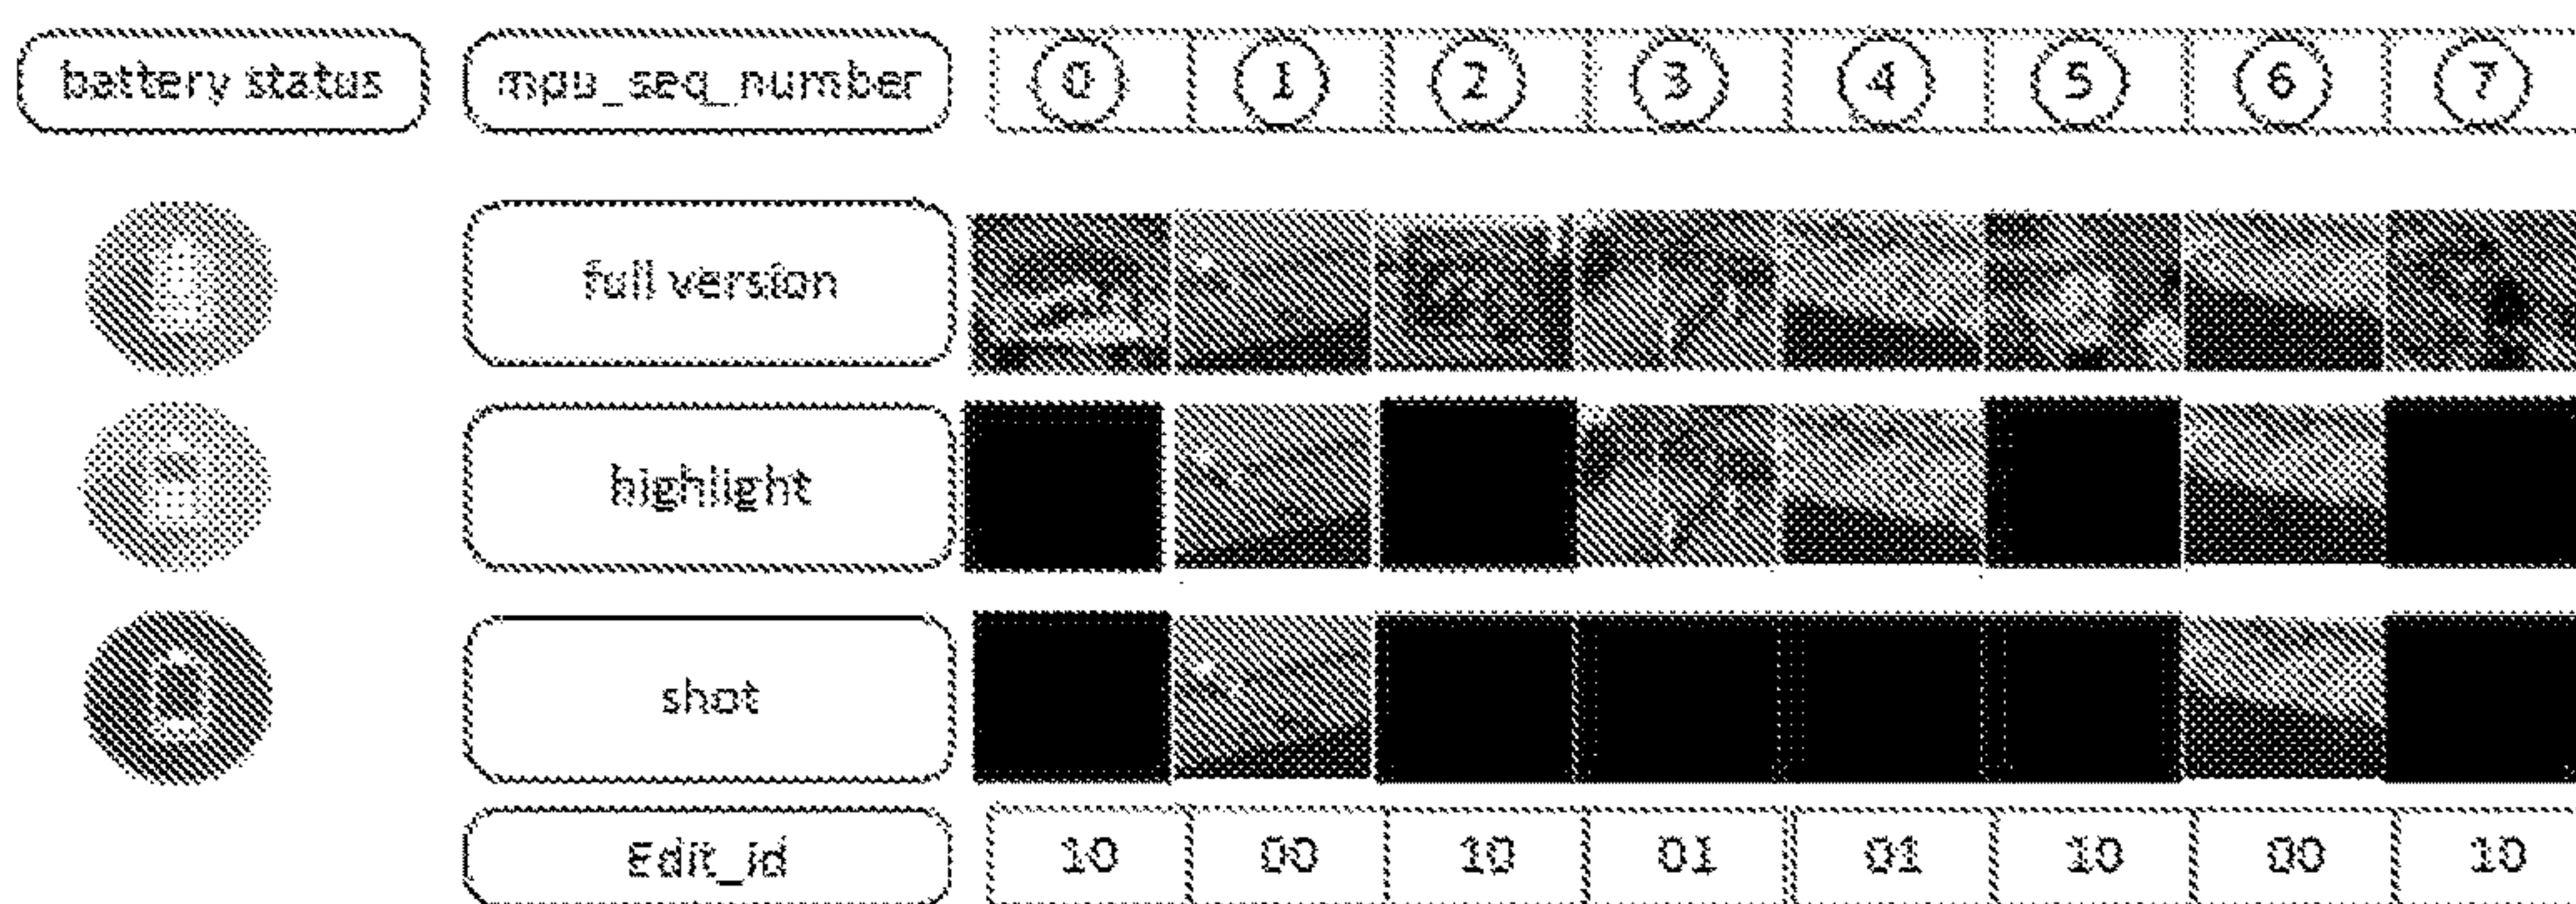 battery status mpu_seq_number 0 1 2 3 4 5 6 7
full version
highlight
shot
Edit_id 10 00 10 01 01 10 00 10